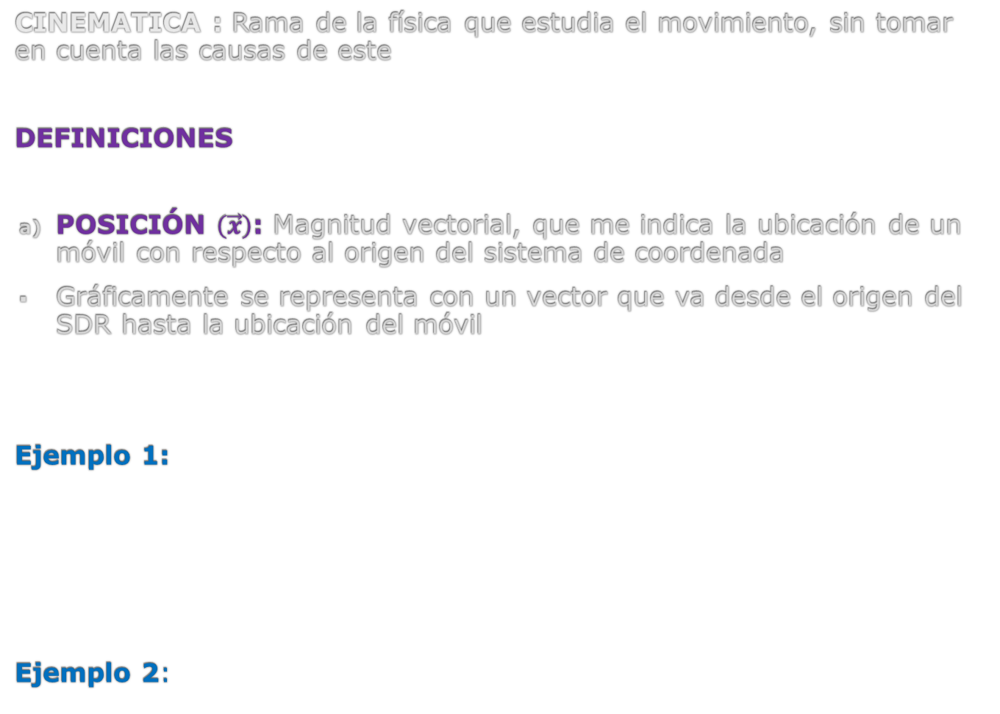 CINEMATICA : Rama de la física que estudia el movimiento, sin tomar
en cuenta las causas de este
DEFINICIONES
a) POSICIÓN (x⃗): Magnitud vectorial, que me indica la ubicación de un
móvil con respecto al origen del sistema de coordenada
▪ Gráficamente se representa con un vector que va desde el origen del
SDR hasta la ubicación del móvil
Ejemplo 1:
Ejemplo 2: